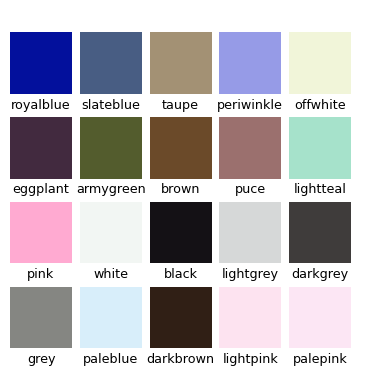 royalblue slateblue taupe periwinkle offwhite
eggplant armygreen brown puce lightteal
pink white black lightgrey darkgrey
grey paleblue darkbrown lightpink palepink